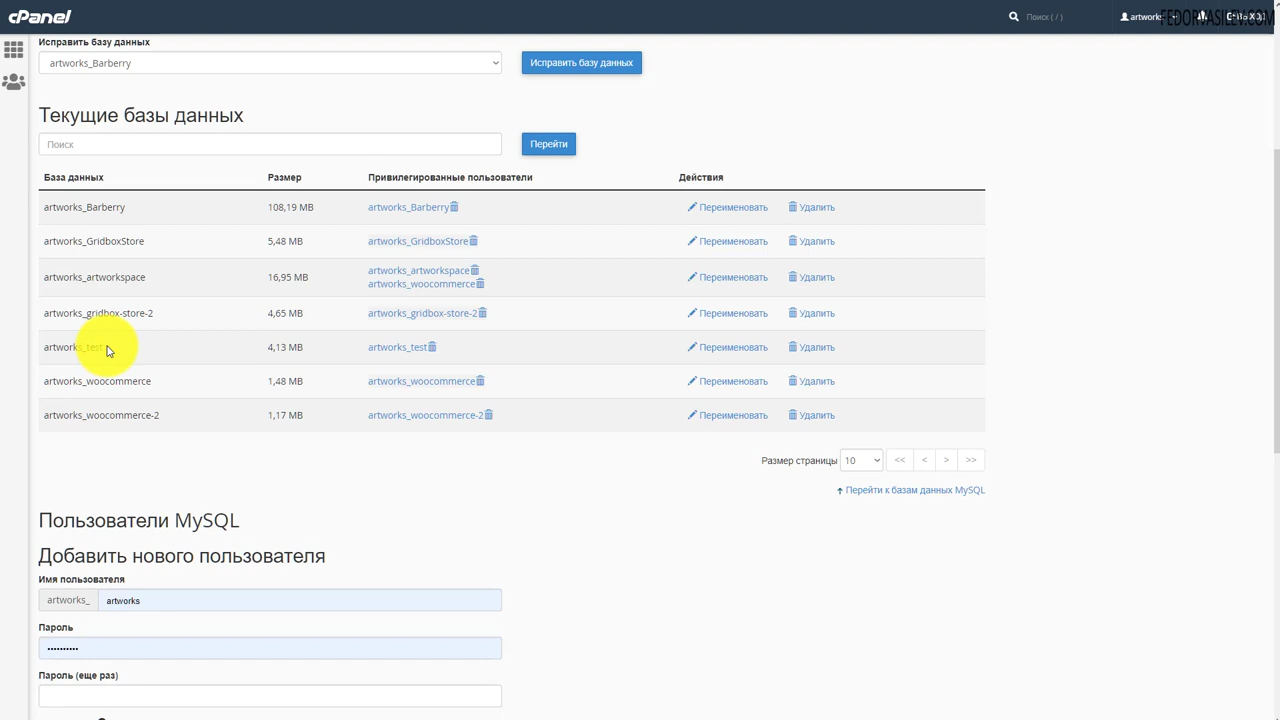 cPanel
Поиск ( / )
artworks
FEDORVASILEV.COM
Исправить базу данных
artworks_Barberry
Исправить базу данных
Текущие базы данных
Поиск
Перейти
База данных Размер Привилегированные пользователи Действия
artworks_Barberry 108,19 MB artworks_Barberry Переименовать Удалить
artworks_GridboxStore 5,48 MB artworks_GridboxStore Переименовать Удалить
artworks_artworkspace 16,95 MB artworks_artworkspace Переименовать Удалить
artworks_woocommerce
artworks_gridbox-store-2 4,65 MB artworks_gridbox-store-2 Переименовать Удалить
artworks_test 4,13 MB artworks_test Переименовать Удалить
artworks_woocommerce 1,48 MB artworks_woocommerce Переименовать Удалить
artworks_woocommerce-2 1,17 MB artworks_woocommerce-2 Переименовать Удалить
Размер страницы 10 << < > >>
Перейти к базам данных MySQL
Пользователи MySQL
Добавить нового пользователя
Имя пользователя
artworks_ artworks
Пароль
••••••••••
Пароль (еще раз)